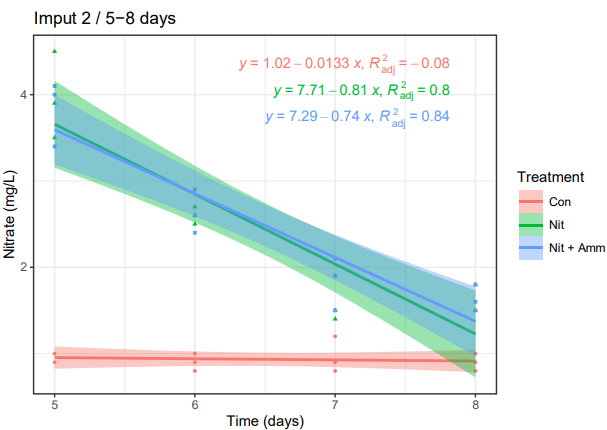 Imput 2 / 5−8 days
y = 1.02 − 0.0133 x, R²adj = −0.08
y = 7.71 − 0.81 x, R²adj = 0.8
y = 7.29 − 0.74 x, R²adj = 0.84
4
2
Nitrate (mg/L)
5 6 7 8
Time (days)
Treatment
Con
Nit
Nit + Amm